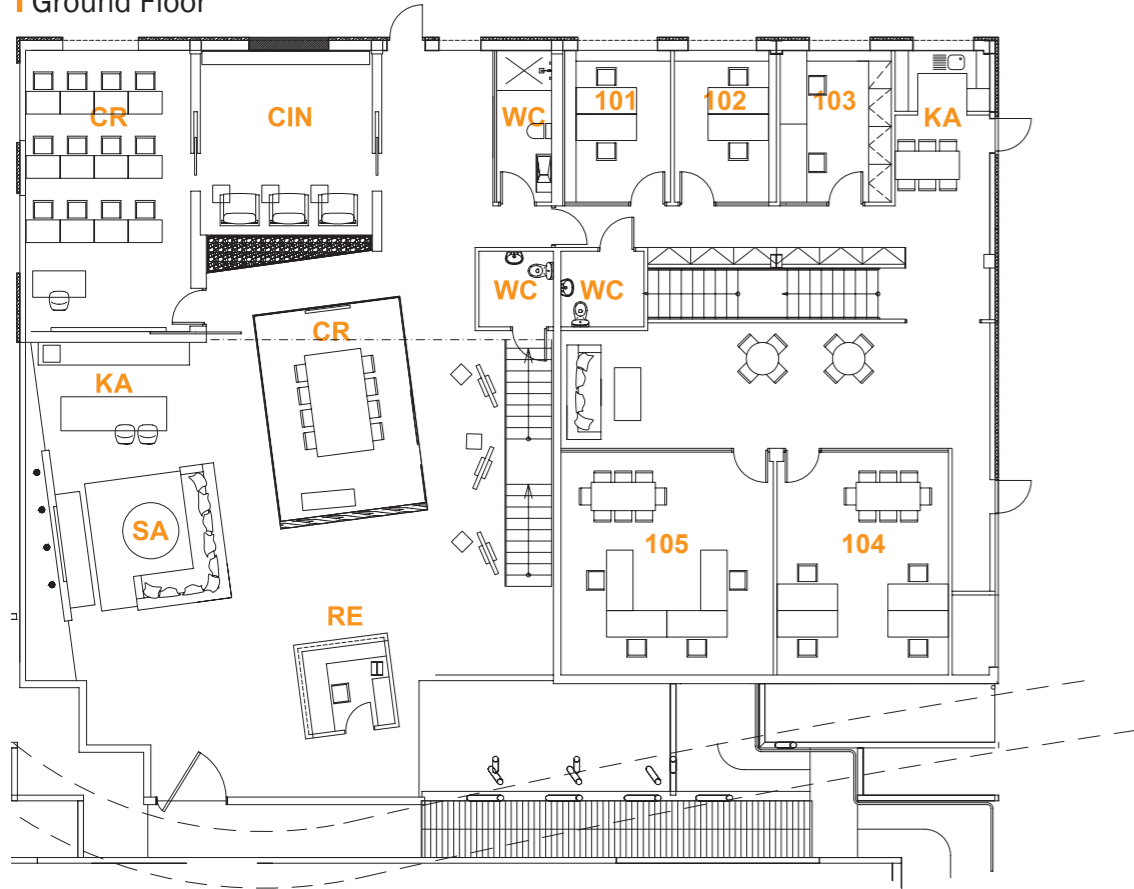 Ground Floor
CR
CIN
WC
101
102
103
KA
WC
WC
CR
KA
SA
105
104
RE